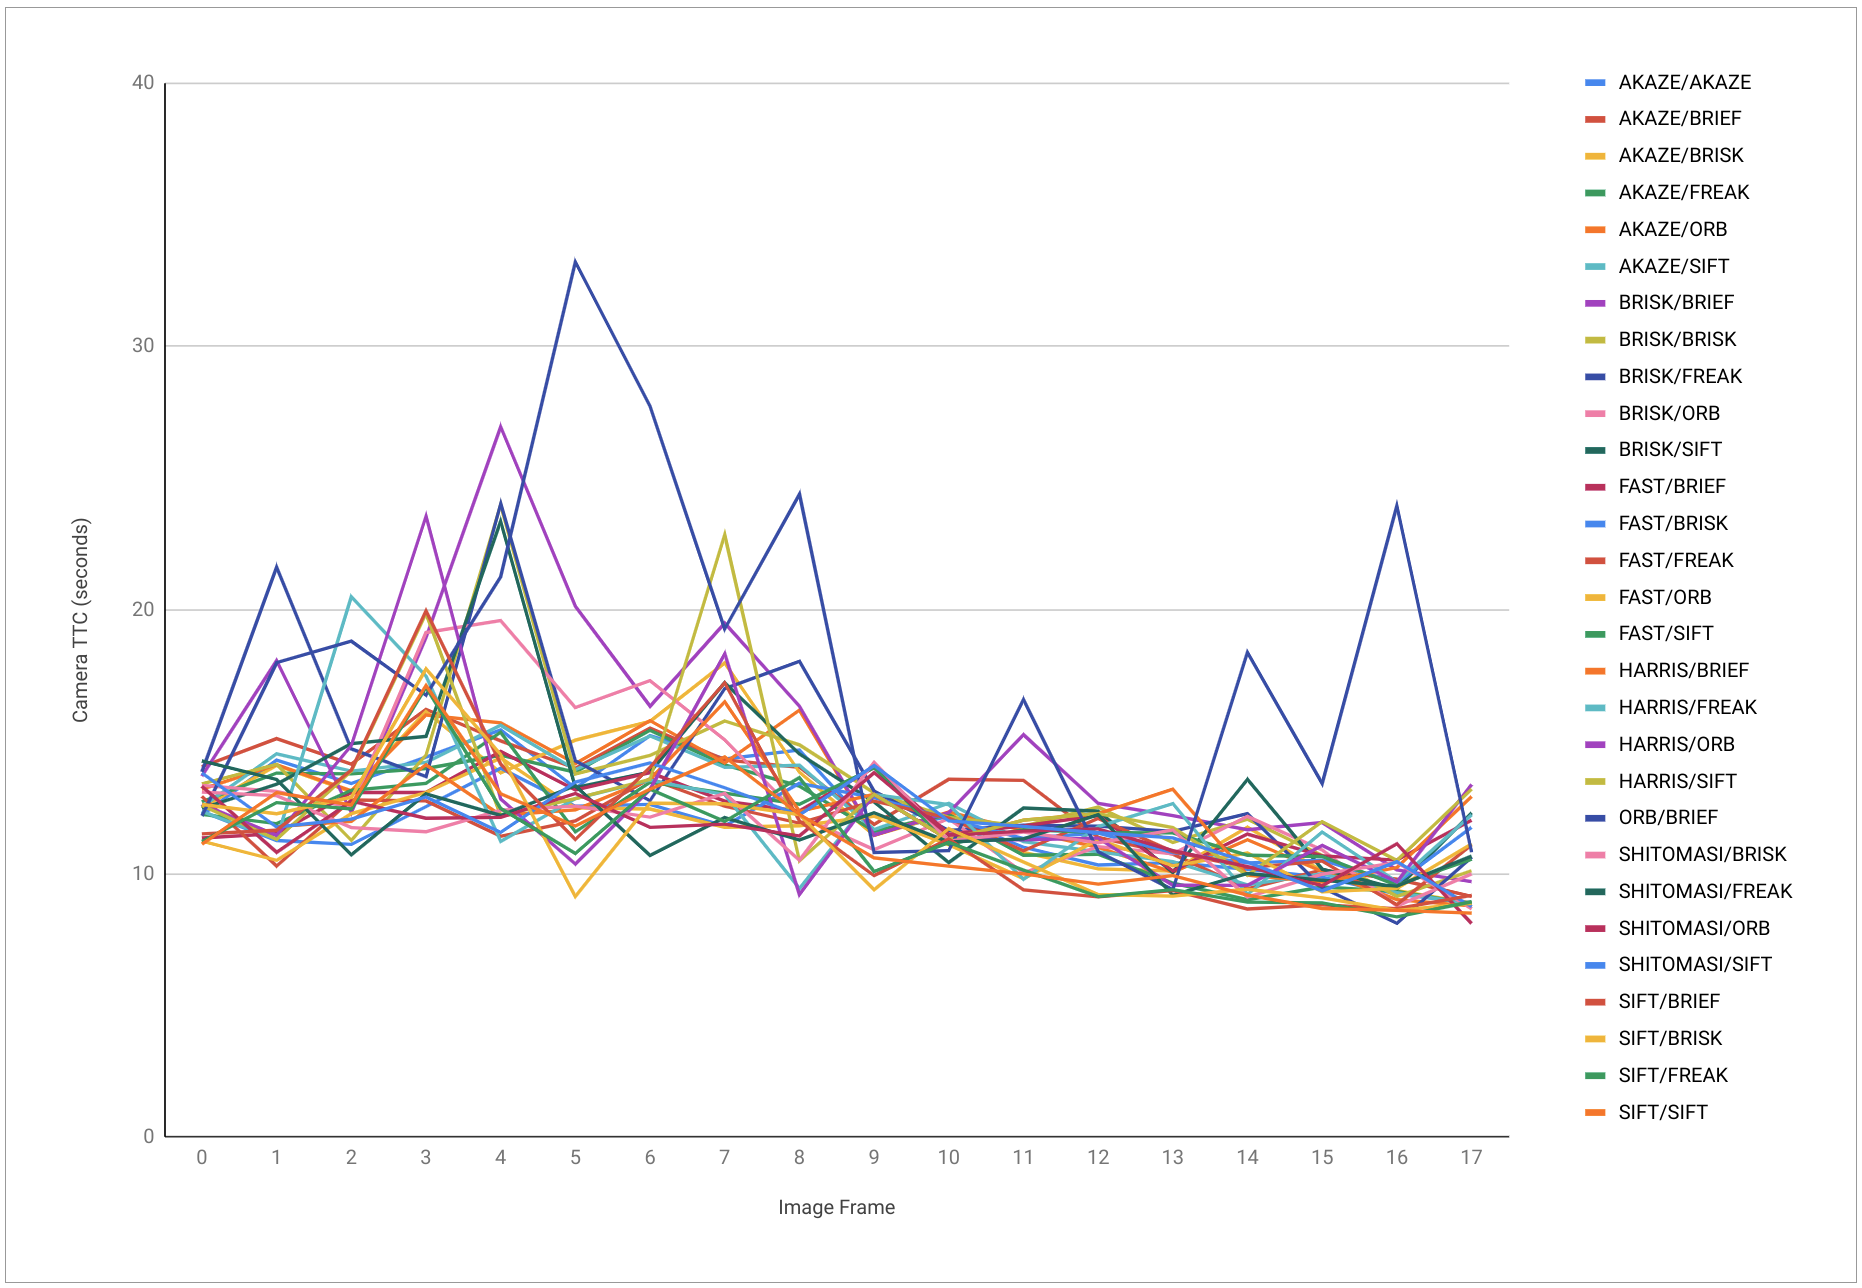 Camera TTC (seconds)
40
30
20
10
0
0 1 2 3 4 5 6 7 8 9 10 11 12 13 14 15 16 17
Image Frame
AKAZE/AKAZE
AKAZE/BRIEF
AKAZE/BRISK
AKAZE/FREAK
AKAZE/ORB
AKAZE/SIFT
BRISK/BRIEF
BRISK/BRISK
BRISK/FREAK
BRISK/ORB
BRISK/SIFT
FAST/BRIEF
FAST/BRISK
FAST/FREAK
FAST/ORB
FAST/SIFT
HARRIS/BRIEF
HARRIS/FREAK
HARRIS/ORB
HARRIS/SIFT
ORB/BRIEF
SHITOMASI/BRISK
SHITOMASI/FREAK
SHITOMASI/ORB
SHITOMASI/SIFT
SIFT/BRIEF
SIFT/BRISK
SIFT/FREAK
SIFT/SIFT